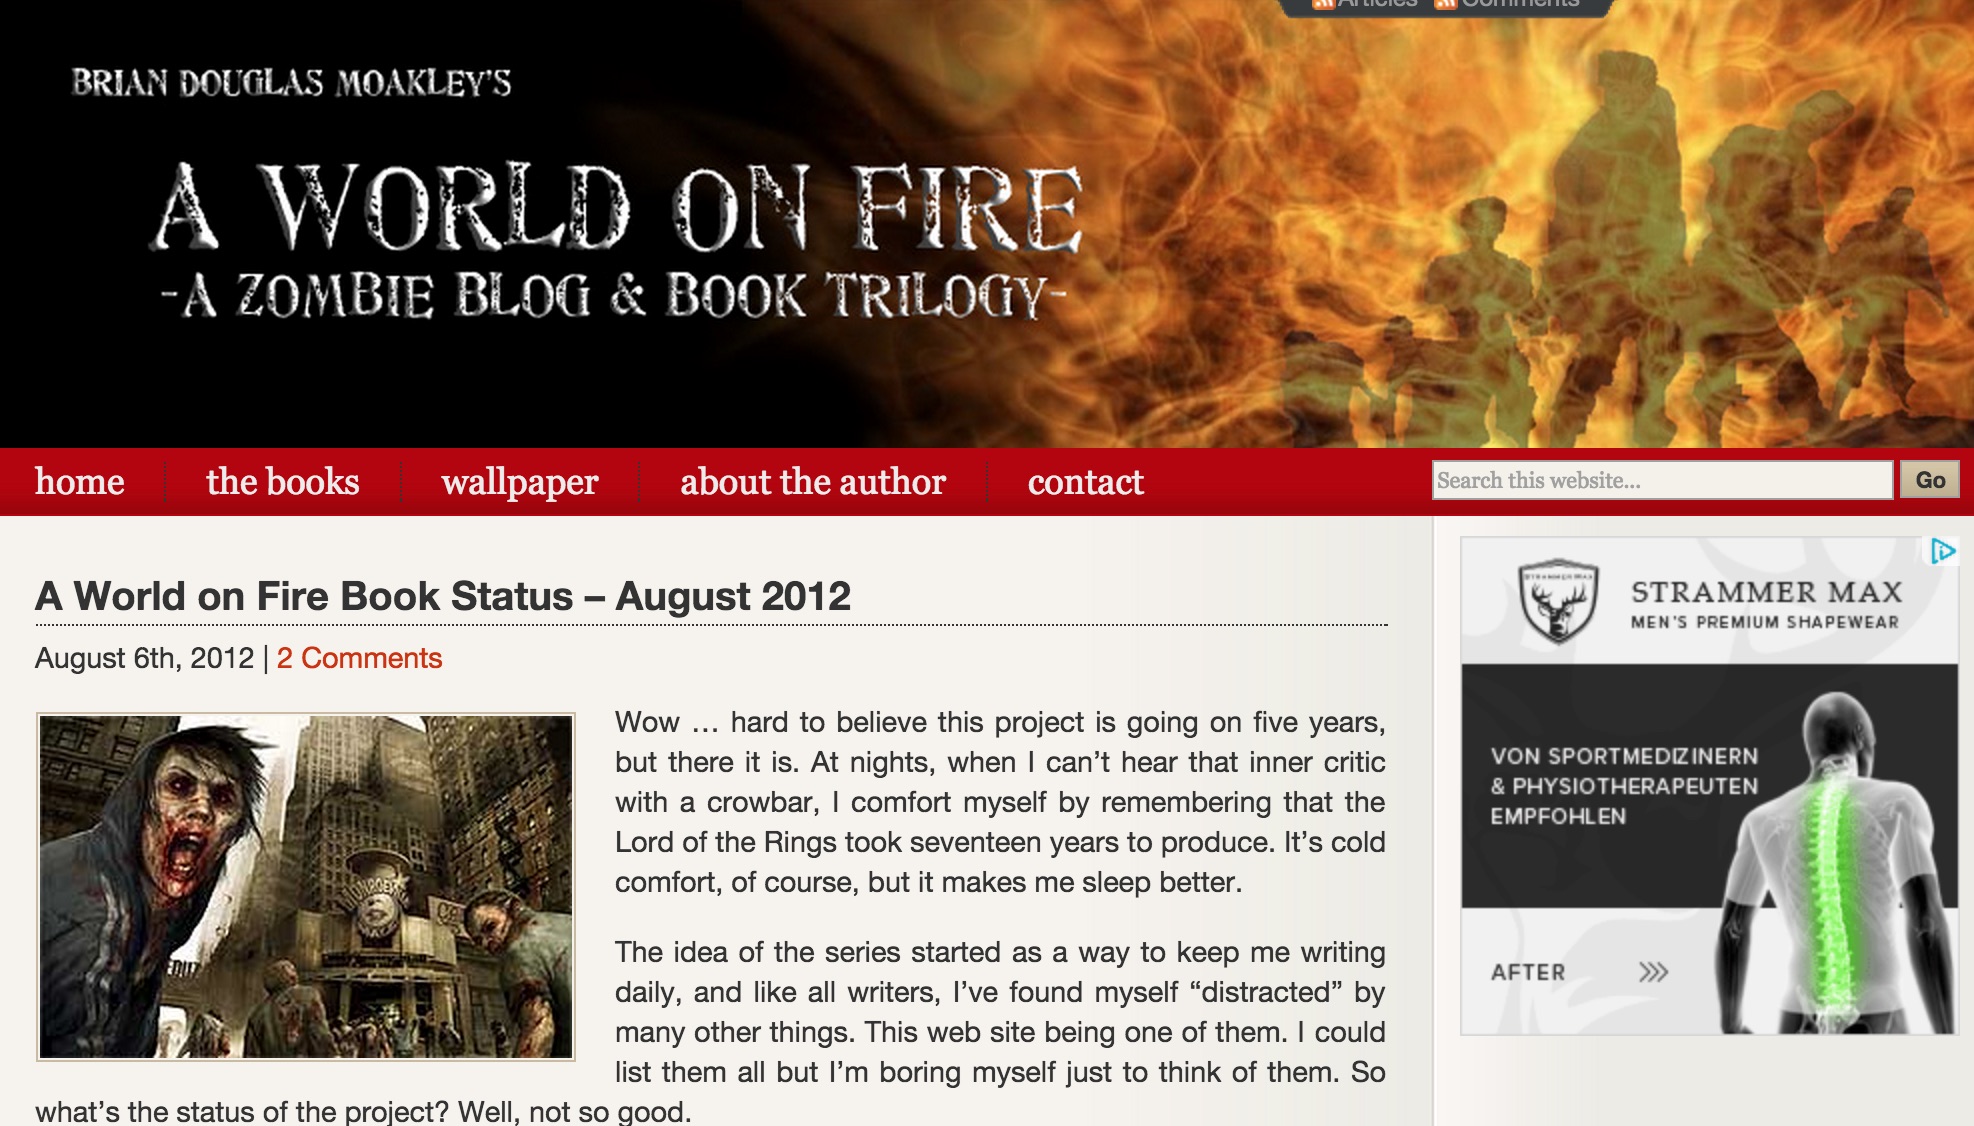 Articles Comments
BRIAN DOUGLAS MOAKLEY'S
A WORLD ON FIRE
-A ZOMBIE BLOG & BOOK TRILOGY-
home the books wallpaper about the author contact Search this website... Go
A World on Fire Book Status – August 2012
August 6th, 2012 | 2 Comments
Wow … hard to believe this project is going on five years,
but there it is. At nights, when I can’t hear that inner critic
with a crowbar, I comfort myself by remembering that the
Lord of the Rings took seventeen years to produce. It’s cold
comfort, of course, but it makes me sleep better.
The idea of the series started as a way to keep me writing
daily, and like all writers, I’ve found myself “distracted” by
many other things. This web site being one of them. I could
list them all but I’m boring myself just to think of them. So
what’s the status of the project? Well, not so good.
STRAMMER MAX
STRAMMER MAX
MEN'S PREMIUM SHAPEWEAR
VON SPORTMEDIZINERN
& PHYSIOTHERAPEUTEN
EMPFOHLEN
AFTER >>>